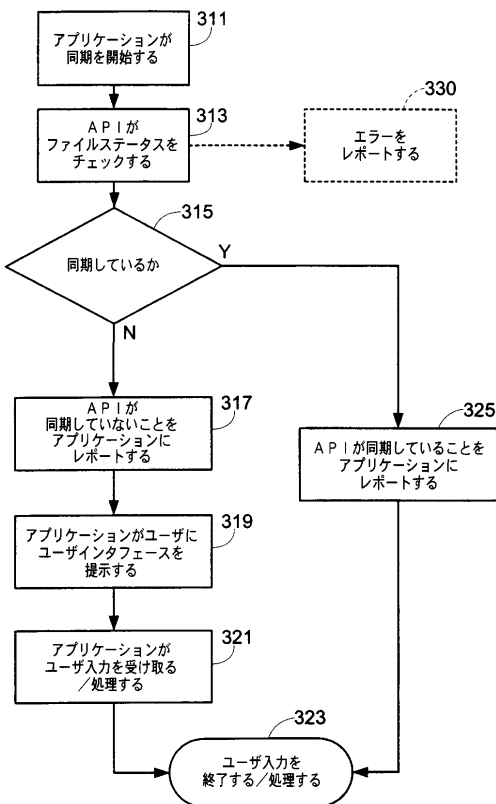 311
アプリケーションが
同期を開始する
313
ＡＰＩが
ファイルステータスを
チェックする
330
エラーを
レポートする
315
同期しているか
Y
N
317
ＡＰＩが
同期していないことを
アプリケーションに
レポートする
325
ＡＰＩが同期していることを
アプリケーションに
レポートする
319
アプリケーションがユーザに
ユーザインタフェースを
提示する
321
アプリケーションが
ユーザ入力を受け取る
／処理する
323
ユーザ入力を
終了する／処理する